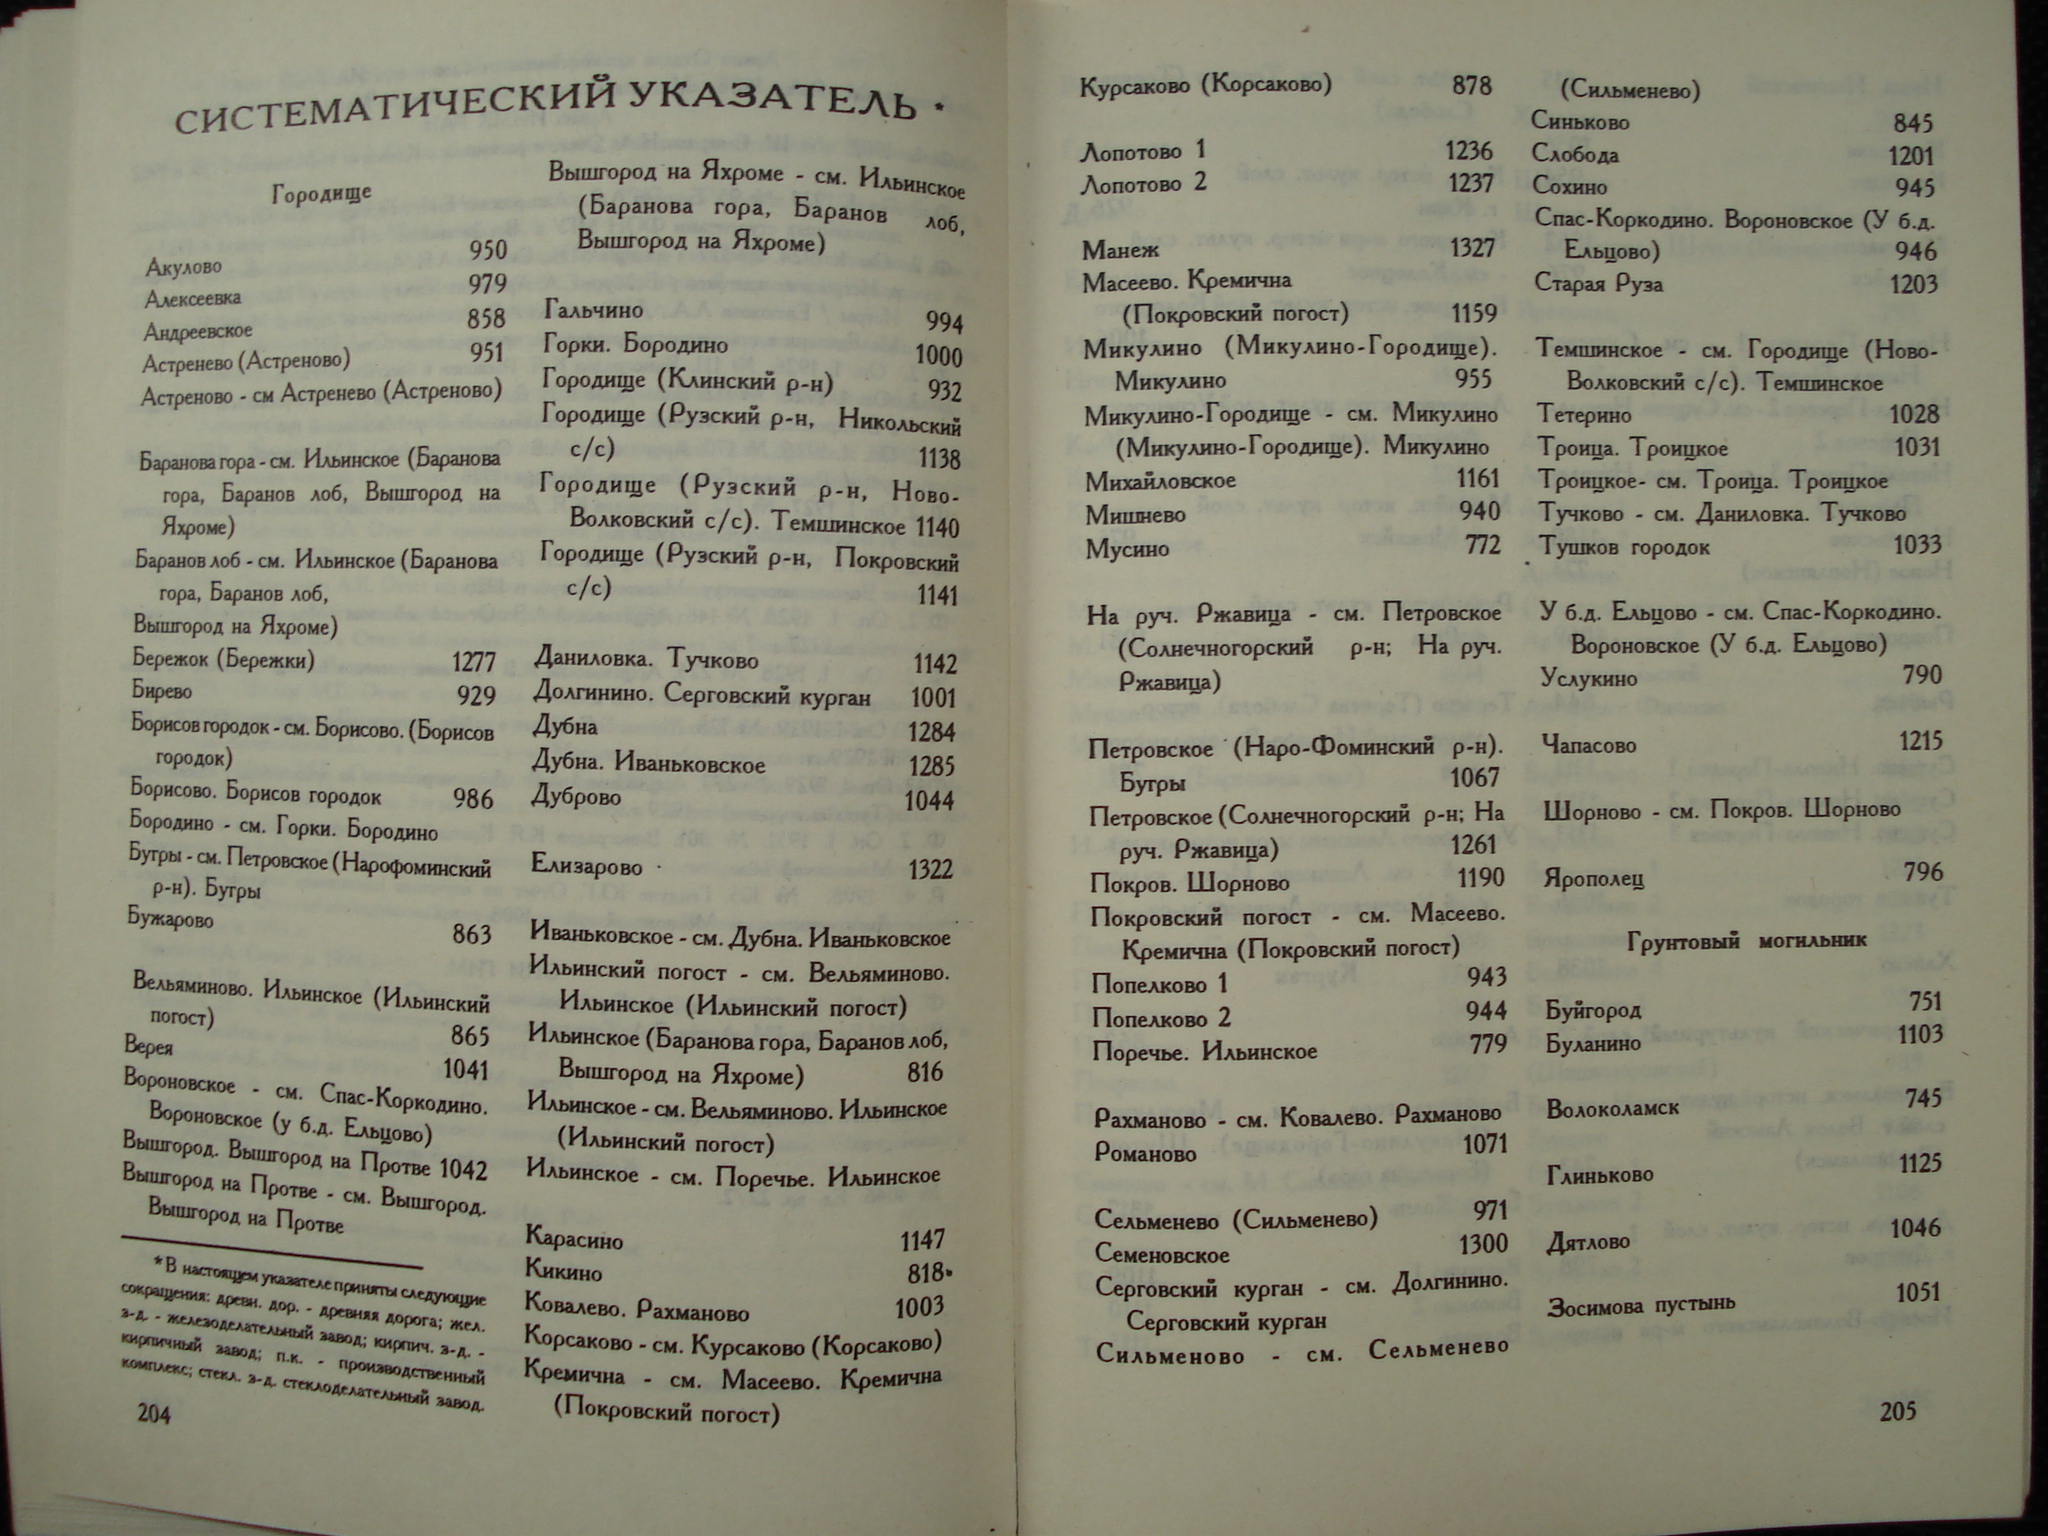 СИСТЕМАТИЧЕСКИЙ УКАЗАТЕЛЬ *
Городище
Акулово 950
Алексеевка 979
Андреевское 858
Астренево (Астреново) 951
Астреново - см Астренево (Астреново)
Баранова гора - см. Ильинское (Баранова
гора, Баранов лоб, Вышгород на
Яхроме)
Баранов лоб - см. Ильинское (Баранова
гора, Баранов лоб,
Вышгород на Яхроме)
Бережок (Бережки) 1277
Бирево 929
Борисов городок - см. Борисово. (Борисов
городок)
Борисово. Борисов городок 986
Бородино - см. Горки. Бородино
Бугры - см. Петровское (Нарофоминский
р-н). Бугры
Бужарово 863
Вельяминово. Ильинское (Ильинский
погост) 865
Верея 1041
Вороновское - см. Спас-Коркодино.
Вороновское (у б.д. Ельцово)
Вышгород. Вышгород на Протве 1042
Вышгород на Протве - см. Вышгород.
Вышгород на Протве
* В настоящем указателе приняты следующие
сокращения: древн. дор. - древняя дорога; жел.
з-д. - железоделательный завод; кирпич. з-д. -
кирпичный завод; п.к. - производственный
комплекс; стекл. з-д. стеклоделательный завод.
204
Вышгород на Яхроме - см. Ильинское
(Баранова гора, Баранов лоб,
Вышгород на Яхроме)
Гальчино 994
Горки. Бородино 1000
Городище (Клинский р-н) 932
Городище (Рузский р-н, Никольский
с/с) 1138
Городище (Рузский р-н, Ново-
Волковский с/с). Темшинское 1140
Городище (Рузский р-н, Покровский
с/с) 1141
Даниловка. Тучково 1142
Долгинино. Серговский курган 1001
Дубна 1284
Дубна. Иваньковское 1285
Дуброво 1044
Елизарово 1322
Иваньковское - см. Дубна. Иваньковское
Ильинский погост - см. Вельяминово.
Ильинское (Ильинский погост)
Ильинское (Баранова гора, Баранов лоб,
Вышгород на Яхроме) 816
Ильинское - см. Вельяминово. Ильинское
(Ильинский погост)
Ильинское - см. Поречье. Ильинское
Карасино 1147
Кикино 818
Ковалево. Рахманово 1003
Корсаково - см. Курсаково (Корсаково)
Кремична - см. Масеево. Кремична
(Покровский погост)
Курсаково (Корсаково) 878
Лопотово 1 1236
Лопотово 2 1237
Манеж 1327
Масеево. Кремична
(Покровский погост) 1159
Микулино (Микулино-Городище).
Микулино 955
Микулино-Городище - см. Микулино
(Микулино-Городище). Микулино
Михайловское 1161
Мишнево 940
Мусино 772
На руч. Ржавица - см. Петровское
(Солнечногорский р-н; На руч.
Ржавица)
Петровское (Наро-Фоминский р-н).
Бугры 1067
Петровское (Солнечногорский р-н; На
руч. Ржавица) 1261
Покров. Шорново 1190
Покровский погост - см. Масеево.
Кремична (Покровский погост)
Попелково 1 943
Попелково 2 944
Поречье. Ильинское 779
Рахманово - см. Ковалево. Рахманово
Романово 1071
Сельменево (Сильменево) 971
Семеновское 1300
Серговский курган - см. Долгинино.
Серговский курган
Сильменово - см. Сельменево
(Сильменево)
Синьково 845
Слобода 1201
Сохино 945
Спас-Коркодино. Вороновское (У б.д.
Ельцово) 946
Старая Руза 1203
Темшинское - см. Городище (Ново-
Волковский с/с). Темшинское
Тетерино 1028
Троица. Троицкое 1031
Троицкое- см. Троица. Троицкое
Тучково - см. Даниловка. Тучково
Тушков городок 1033
У б.д. Ельцово - см. Спас-Коркодино.
Вороновское (У б.д. Ельцово)
Услукино 790
Чапасово 1215
Шорново - см. Покров. Шорново
Ярополец 796
Грунтовый могильник
Буйгород 751
Буланино 1103
Волоколамск 745
Глиньково 1125
Дятлово 1046
Зосимова пустынь 1051
205